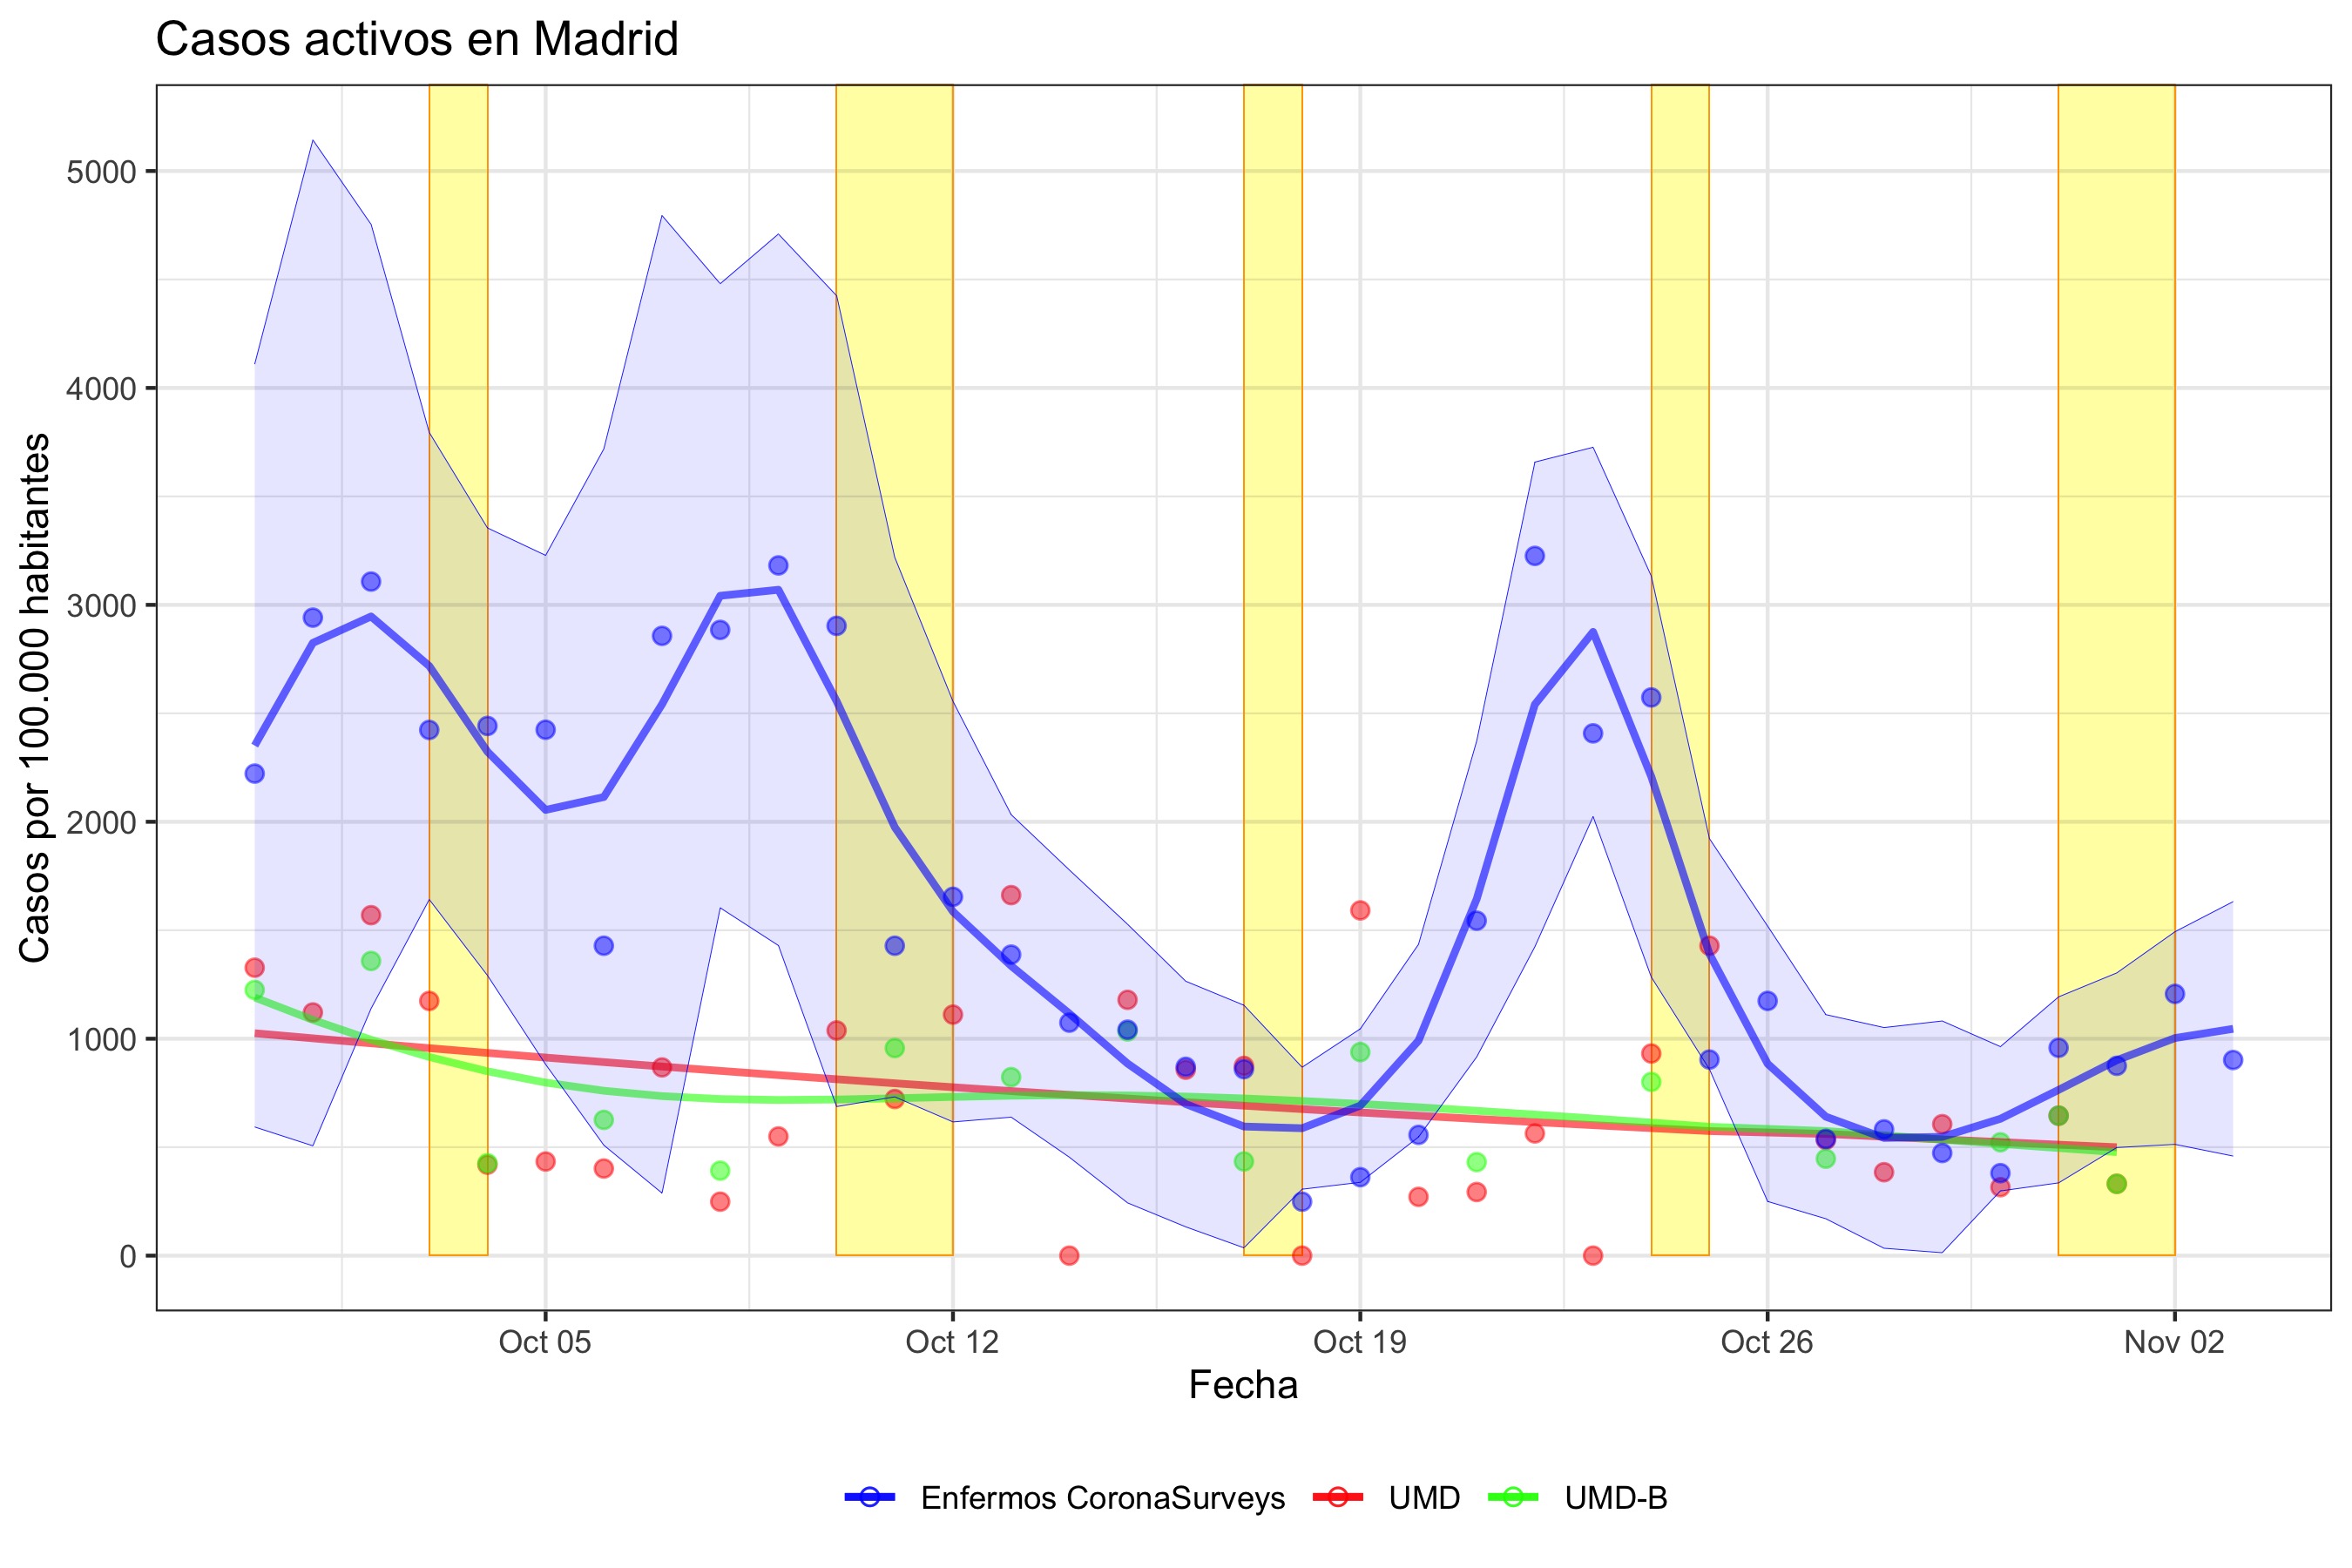 Casos activos en Madrid
Casos por 100.000 habitantes
5000
4000
3000
2000
1000
0
Oct 05 Oct 12 Oct 19 Oct 26 Nov 02
Fecha
Enfermos CoronaSurveys UMD UMD-B